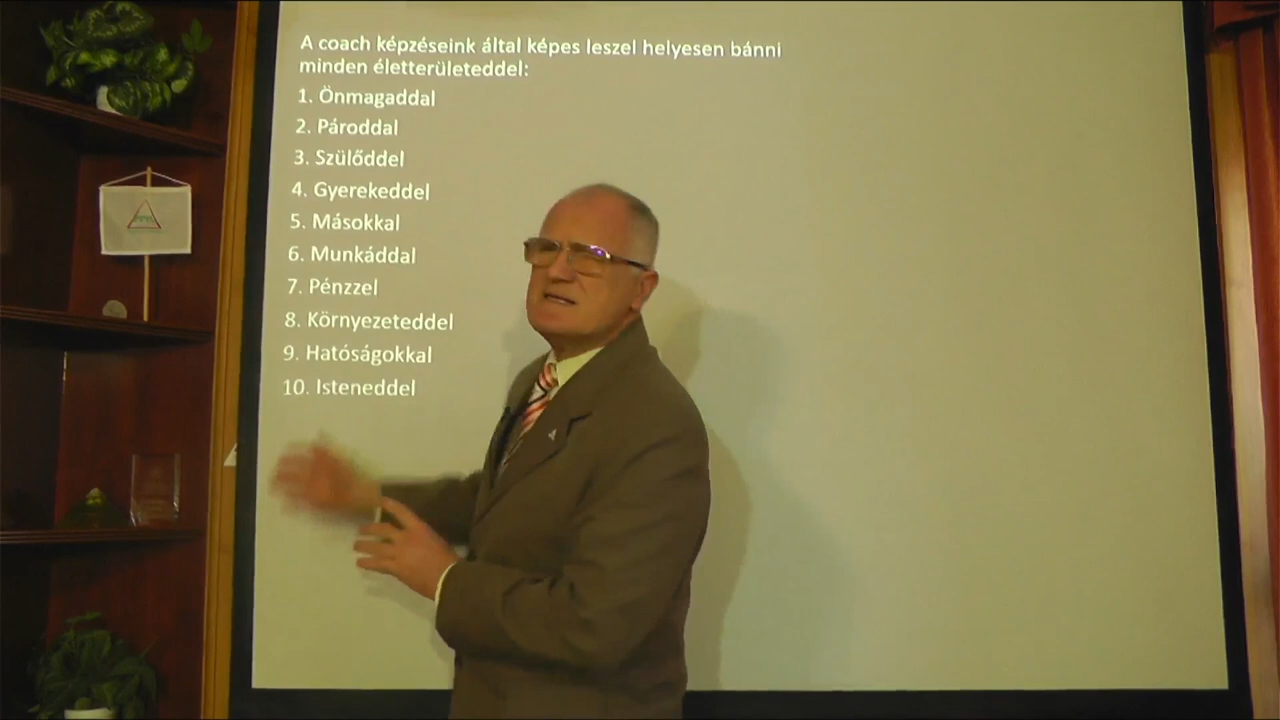 A coach képzéseink által képes leszel helyesen bánni
minden életterületeddel:
1. Önmagaddal
2. Pároddal
3. Szülőddel
4. Gyerekeddel
5. Másokkal
6. Munkáddal
7. Pénzzel
8. Környezeteddel
9. Hatóságokkal
10. Isteneddel